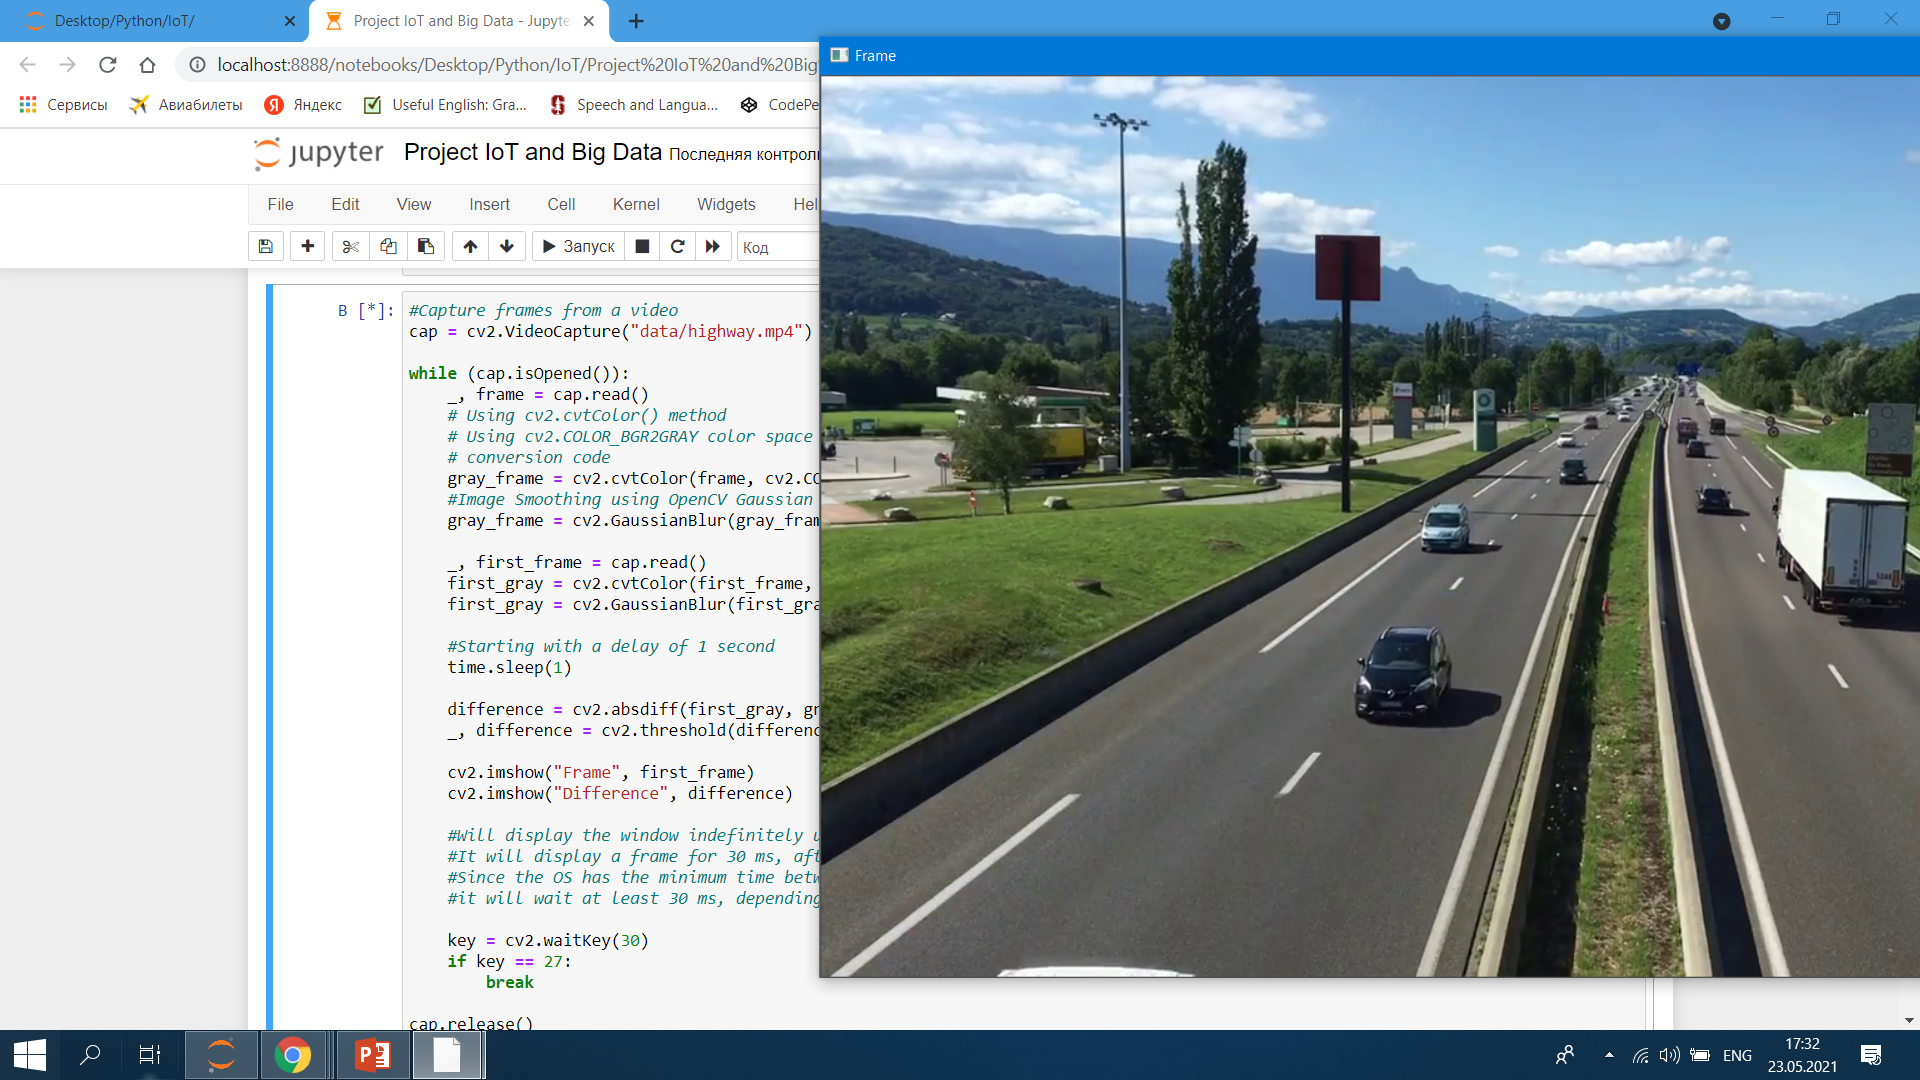 Desktop/Python/IoT/
Project IoT and Big Data - Jupyte
localhost:8888/notebooks/Desktop/Python/IoT/Project%20IoT%20and%20Big
Сервисы
Авиабилеты
Яндекс
Useful English: Gra...
Speech and Langua...
CodePe
jupyter
Project IoT and Big Data
Последняя контроль
File
Edit
View
Insert
Cell
Kernel
Widgets
Hel
Запуск
Код
В [*]:
#Capture frames from a video
cap = cv2.VideoCapture("data/highway.mp4")
while (cap.isOpened()):
_, frame = cap.read()
# Using cv2.cvtColor() method
# Using cv2.COLOR_BGR2GRAY color space
# conversion code
gray_frame = cv2.cvtColor(frame, cv2.CO
#Image Smoothing using OpenCV Gaussian
gray_frame = cv2.GaussianBlur(gray_fram
_, first_frame = cap.read()
first_gray = cv2.cvtColor(first_frame,
first_gray = cv2.GaussianBlur(first_gra
#Starting with a delay of 1 second
time.sleep(1)
difference = cv2.absdiff(first_gray, gr
_, difference = cv2.threshold(differenc
cv2.imshow("Frame", first_frame)
cv2.imshow("Difference", difference)
#Will display the window indefinitely u
#It will display a frame for 30 ms, aft
#Since the OS has the minimum time betw
#it will wait at least 30 ms, depending
key = cv2.waitKey(30)
if key == 27:
break
cap.release()
Frame
ENG
17:32
23.05.2021